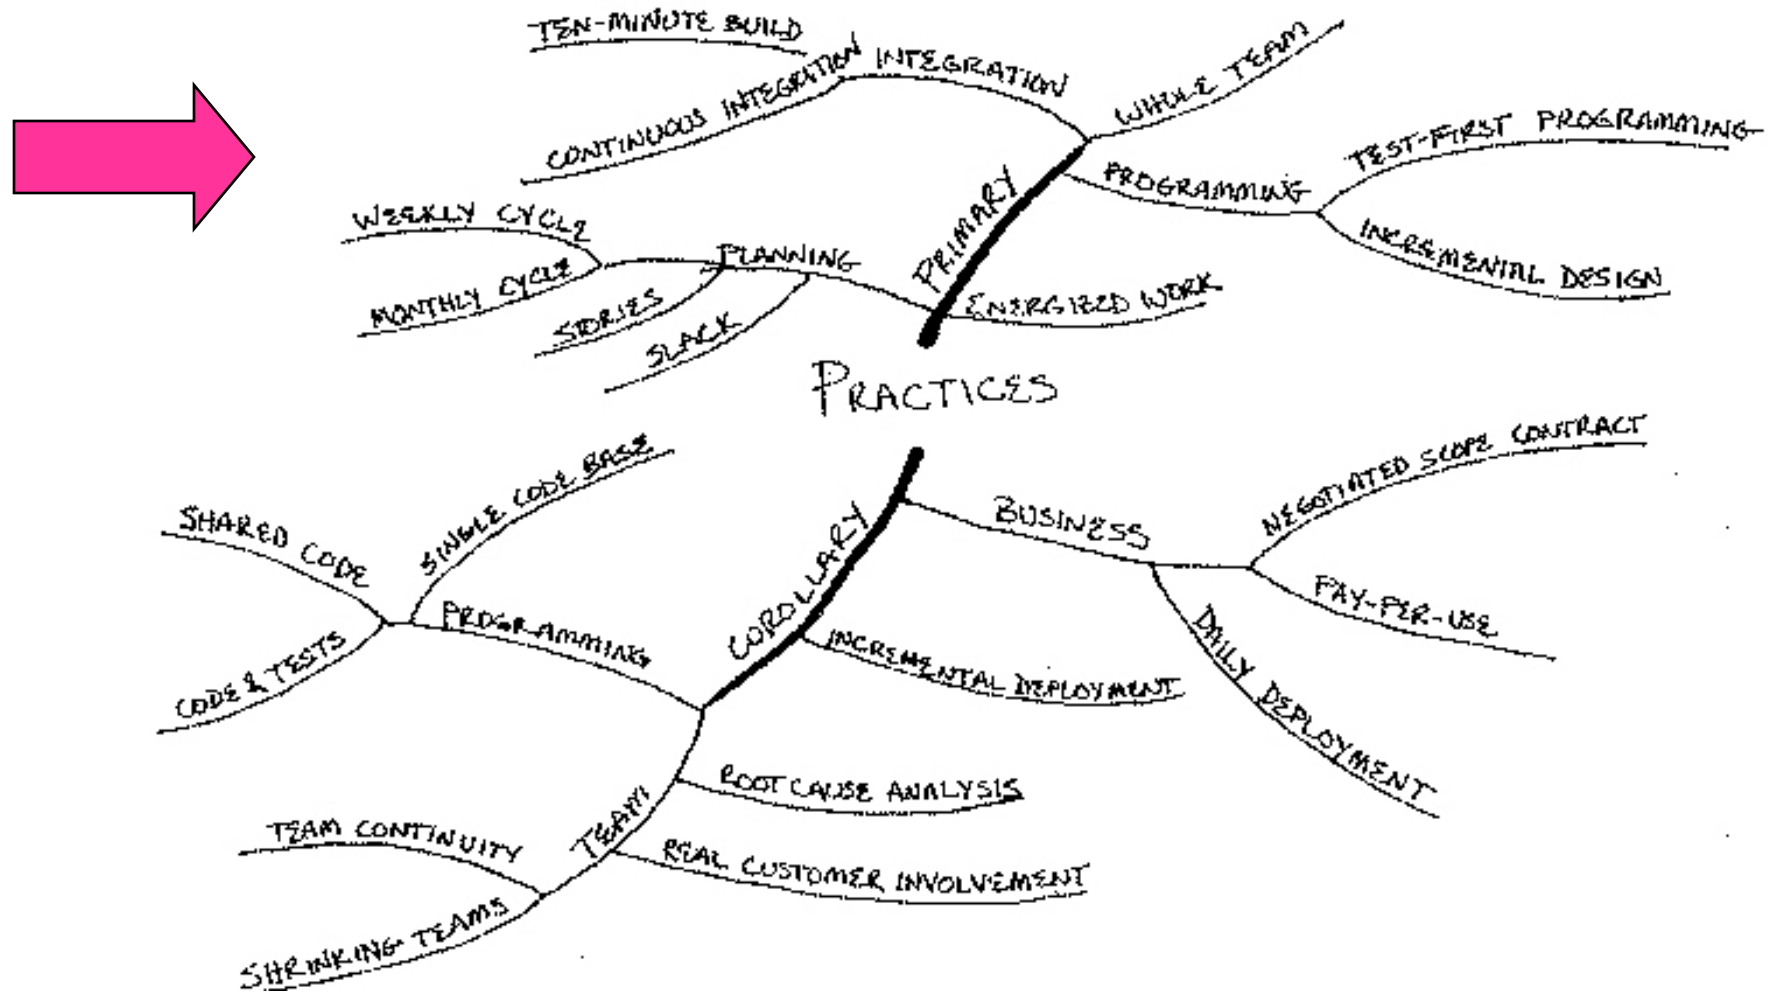 TEN-MINUTE BUILD
CONTINUOUS INTEGRATION
INTEGRATION
WHOLE TEAM
TEST-FIRST PROGRAMMING
PROGRAMMING
INCREMENTAL DESIGN
PRIMARY
WEEKLY CYCLE
MONTHLY CYCLE
PLANNING
STORIES
SLACK
ENERGIZED WORK
PRACTICES
SHARED CODE
SINGLE CODE BASE
CODE & TESTS
PROGRAMMING
COROLLARY
BUSINESS
NEGOTIATED SCOPE CONTRACT
PAY-PER-USE
DAILY DEPLOYMENT
INCREMENTAL DEPLOYMENT
TEAM
ROOT CAUSE ANALYSIS
REAL CUSTOMER INVOLVEMENT
TEAM CONTINUITY
SHRINKING TEAMS